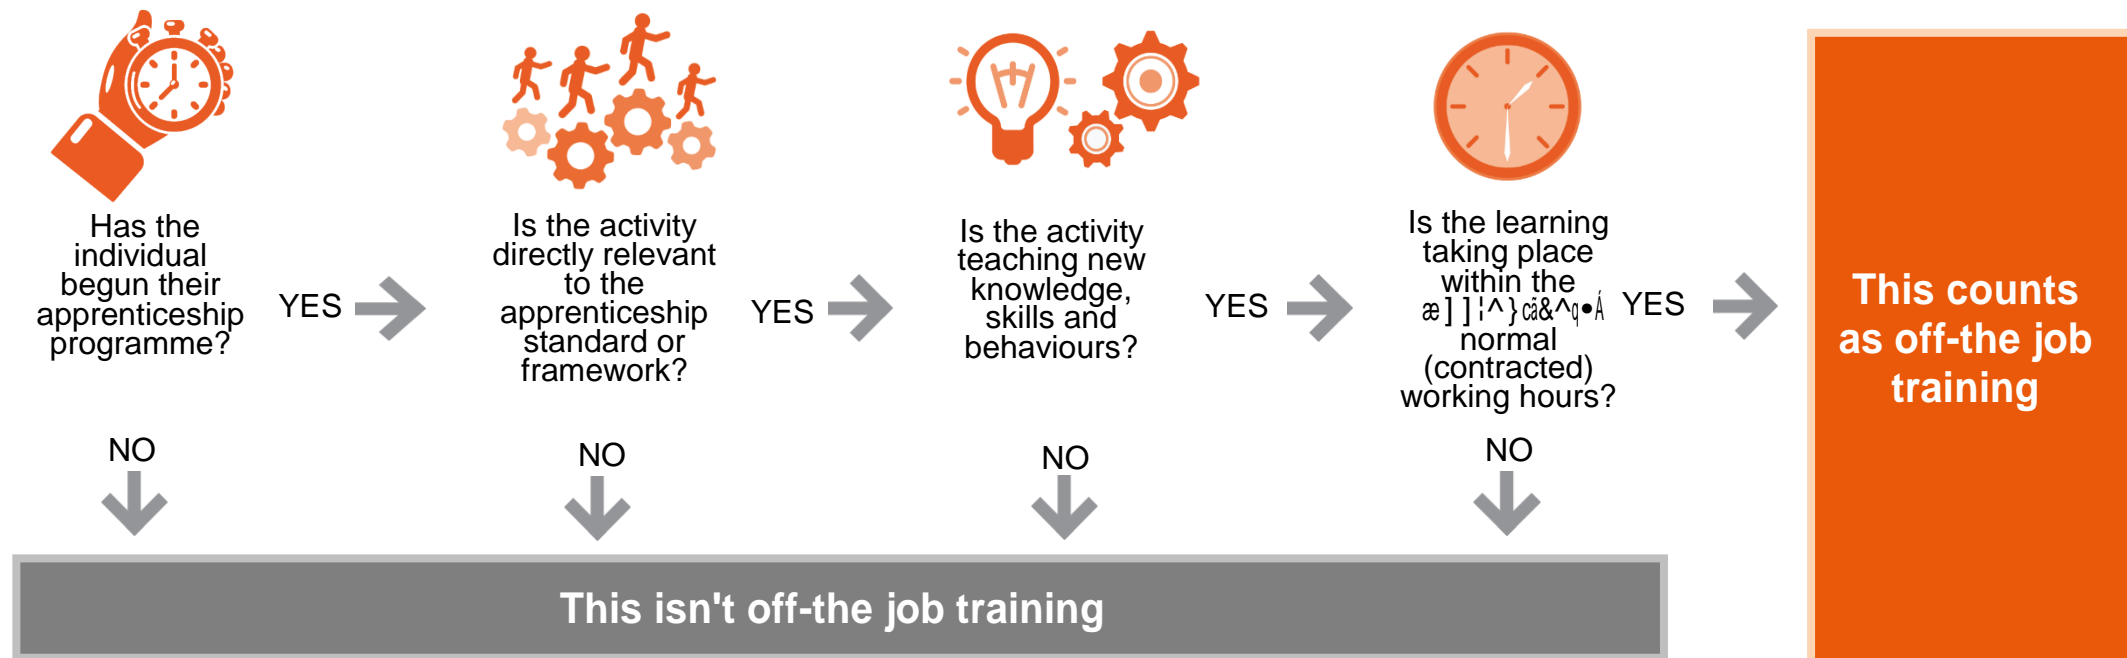 Has the
individual
begun their
apprenticeship
programme?
YES
Is the activity
directly relevant
to the
apprenticeship
standard or
framework?
YES
Is the activity
teaching new
knowledge,
skills and
behaviours?
YES
Is the learning
taking place
within the
normal
(contracted)
working hours?
YES
This counts
as off-the job
training
NO
NO
NO
NO
This isn't off-the job training